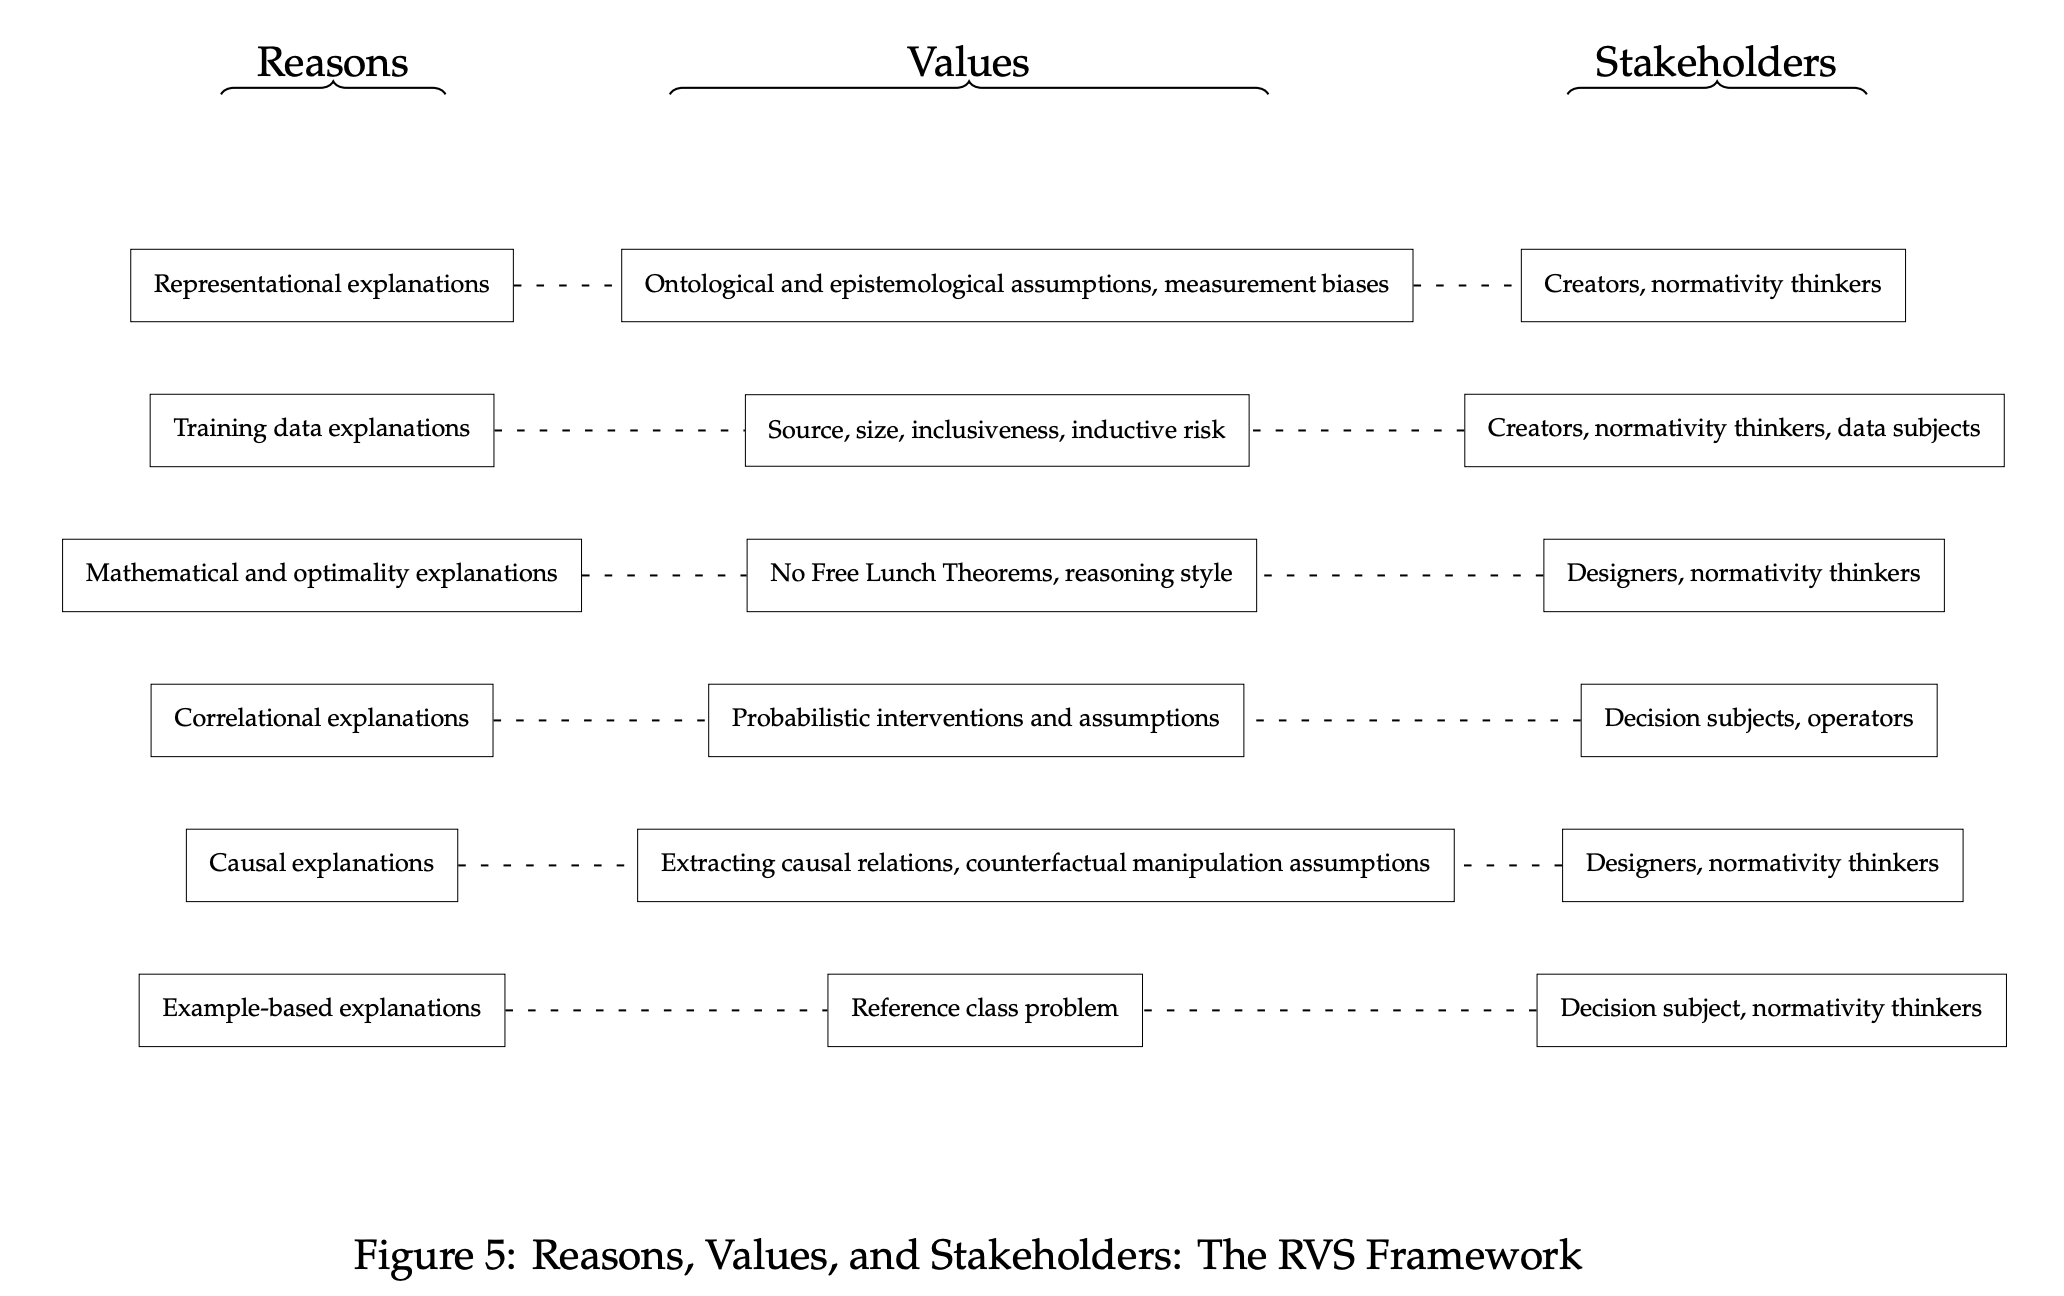 Reasons Values Stakeholders
Representational explanations Ontological and epistemological assumptions, measurement biases Creators, normativity thinkers
Training data explanations Source, size, inclusiveness, inductive risk Creators, normativity thinkers, data subjects
Mathematical and optimality explanations No Free Lunch Theorems, reasoning style Designers, normativity thinkers
Correlational explanations Probabilistic interventions and assumptions Decision subjects, operators
Causal explanations Extracting causal relations, counterfactual manipulation assumptions Designers, normativity thinkers
Example-based explanations Reference class problem Decision subject, normativity thinkers
Figure 5: Reasons, Values, and Stakeholders: The RVS Framework